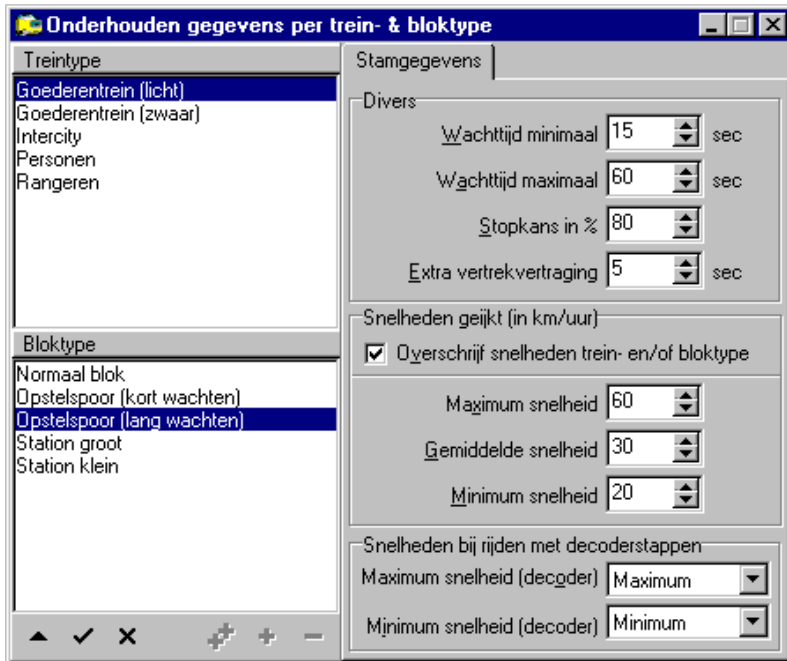 Onderhouden gegevens per trein- & bloktype
Treintype
Goederentrein (licht)
Goederentrein (zwaar)
Intercity
Personen
Rangeren
Bloktype
Normaal blok
Opstelspoor (kort wachten)
Opstelspoor (lang wachten)
Station groot
Station klein
Stamgegevens
Divers
Wachttijd minimaal 15 sec
Wachttijd maximaal 60 sec
Stopkans in % 80
Extra vertrekvertraging 5 sec
Snelheden geijkt (in km/uur)
Overschrijf snelheden trein- en/of bloktype
Maximum snelheid 60
Gemiddelde snelheid 30
Minimum snelheid 20
Snelheden bij rijden met decoderstappen
Maximum snelheid (decoder) Maximum
Minimum snelheid (decoder) Minimum